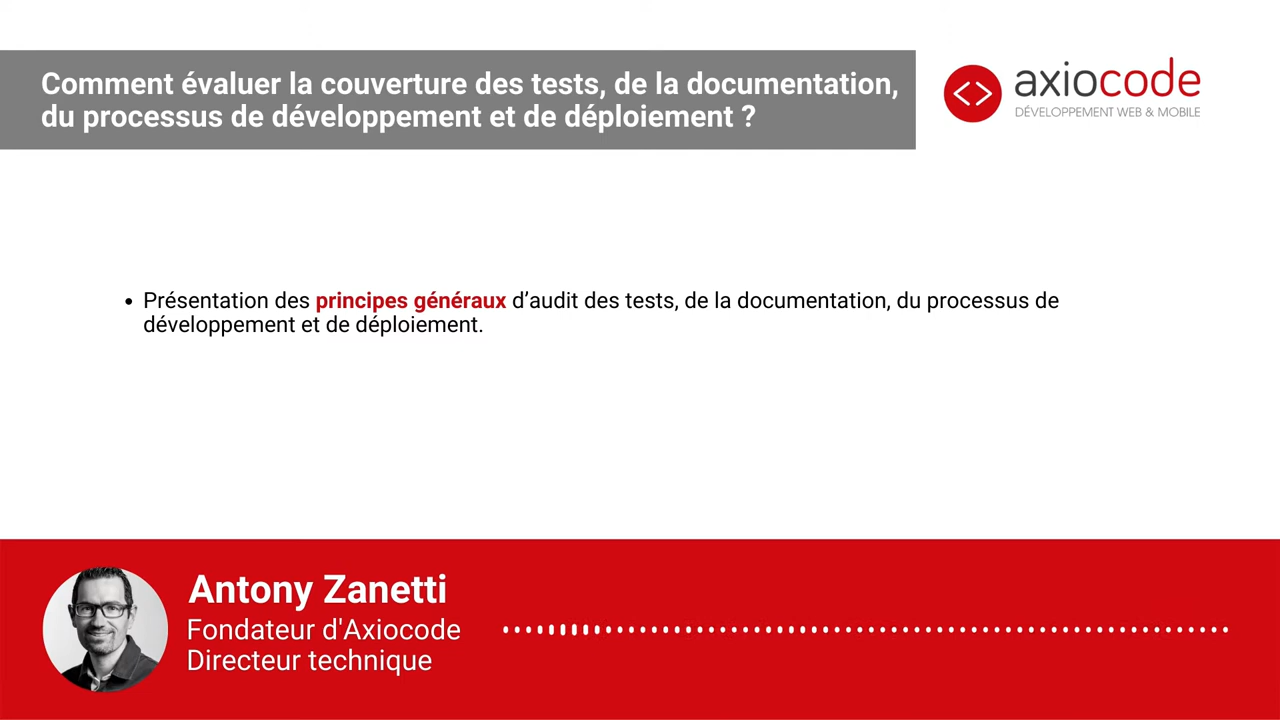 Comment évaluer la couverture des tests, de la documentation,
du processus de développement et de déploiement ?
axiocode
DÉVELOPPEMENT WEB & MOBILE
• Présentation des principes généraux d’audit des tests, de la documentation, du processus de
développement et de déploiement.
Antony Zanetti
Fondateur d'Axiocode
Directeur technique